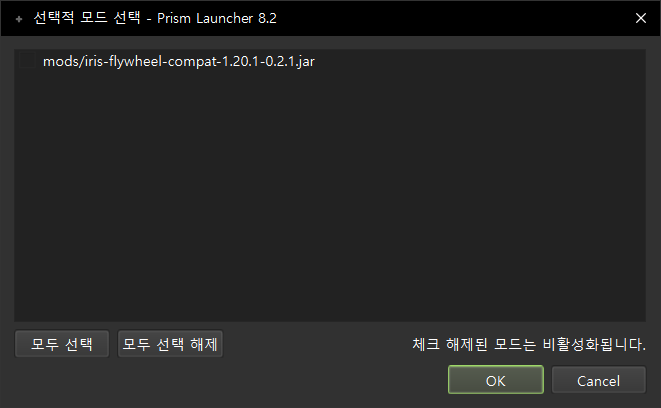 선택적 모드 선택 - Prism Launcher 8.2
mods/iris-flywheel-compat-1.20.1-0.2.1.jar
모두 선택
모두 선택 해제
체크 해제된 모드는 비활성화됩니다.
OK
Cancel